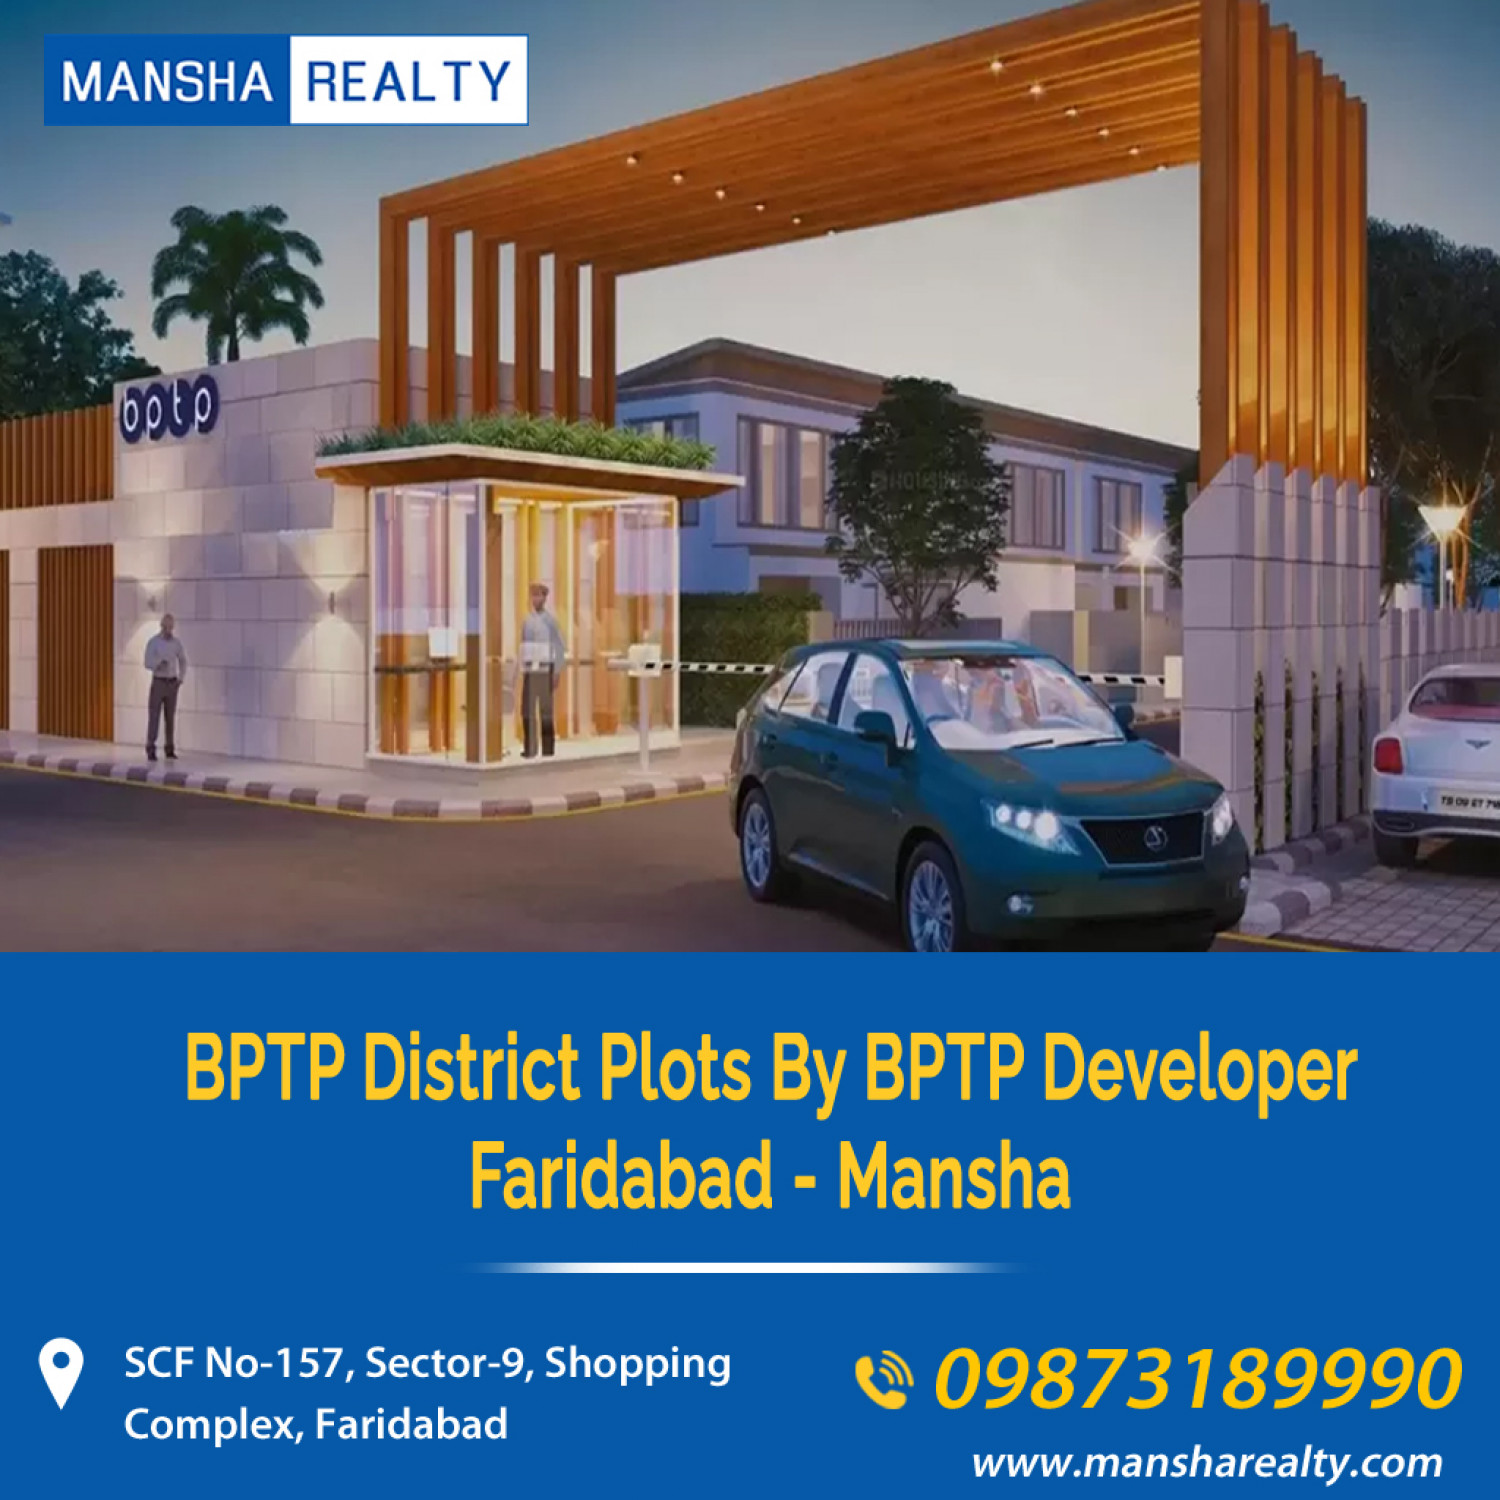 MANSHA REALTY
bptp
BPTP District Plots By BPTP Developer
Faridabad - Mansha
SCF No-157, Sector-9, Shopping
Complex, Faridabad
09873189990
www.mansharealty.com